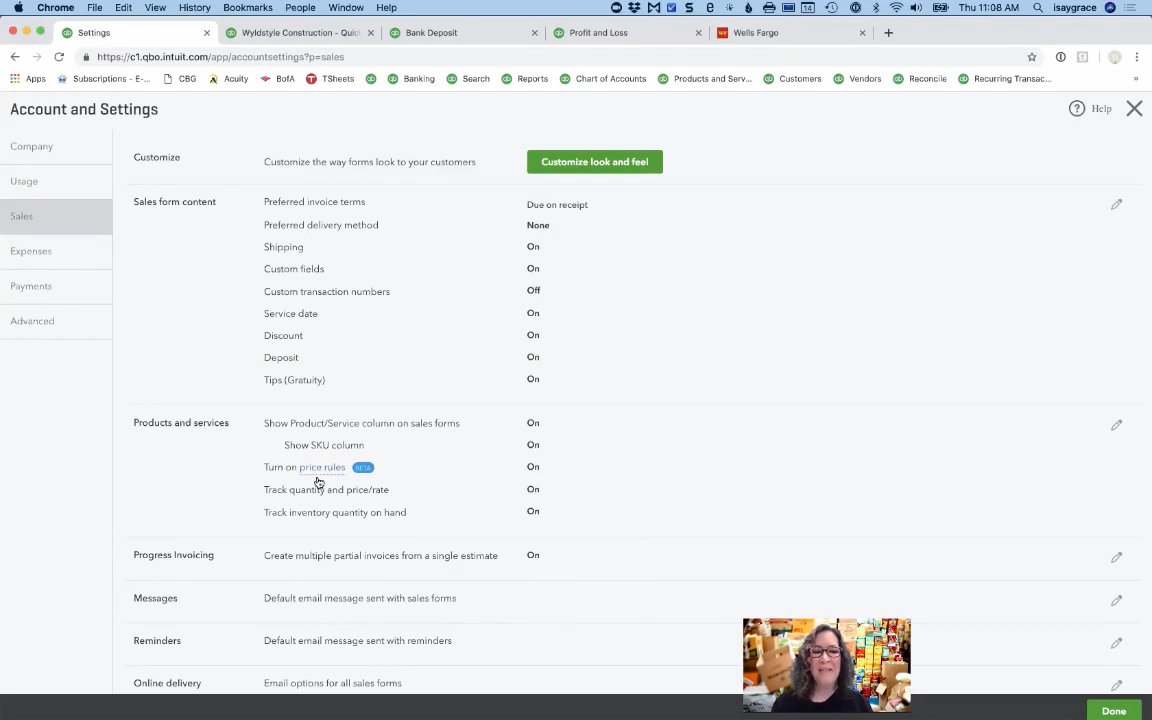 Chrome File Edit View History Bookmarks People Window Help 14 Thu 11:08 AM isaygrace
Settings Wyldstyle Construction - Quic Bank Deposit Profit and Loss Wells Fargo
https://c1.qbo.intuit.com/app/accountsettings?p=sales
Apps Subscriptions - E-... CBG Acuity BofA TSheets Banking Search Reports Chart of Accounts Products and Serv... Customers Vendors Reconcile Recurring Transac... »
Account and Settings Help
Company
Usage
Sales
Expenses
Payments
Advanced
Customize Customize the way forms look to your customers Customize look and feel
Sales form content Preferred invoice terms Due on receipt
Preferred delivery method None
Shipping On
Custom fields On
Custom transaction numbers Off
Service date On
Discount On
Deposit On
Tips (Gratuity) On
Products and services Show Product/Service column on sales forms On
Show SKU column On
Turn on price rules BETA On
Track quantity and price/rate On
Track inventory quantity on hand On
Progress Invoicing Create multiple partial invoices from a single estimate On
Messages Default email message sent with sales forms
Reminders Default email message sent with reminders
Online delivery Email options for all sales forms
Done